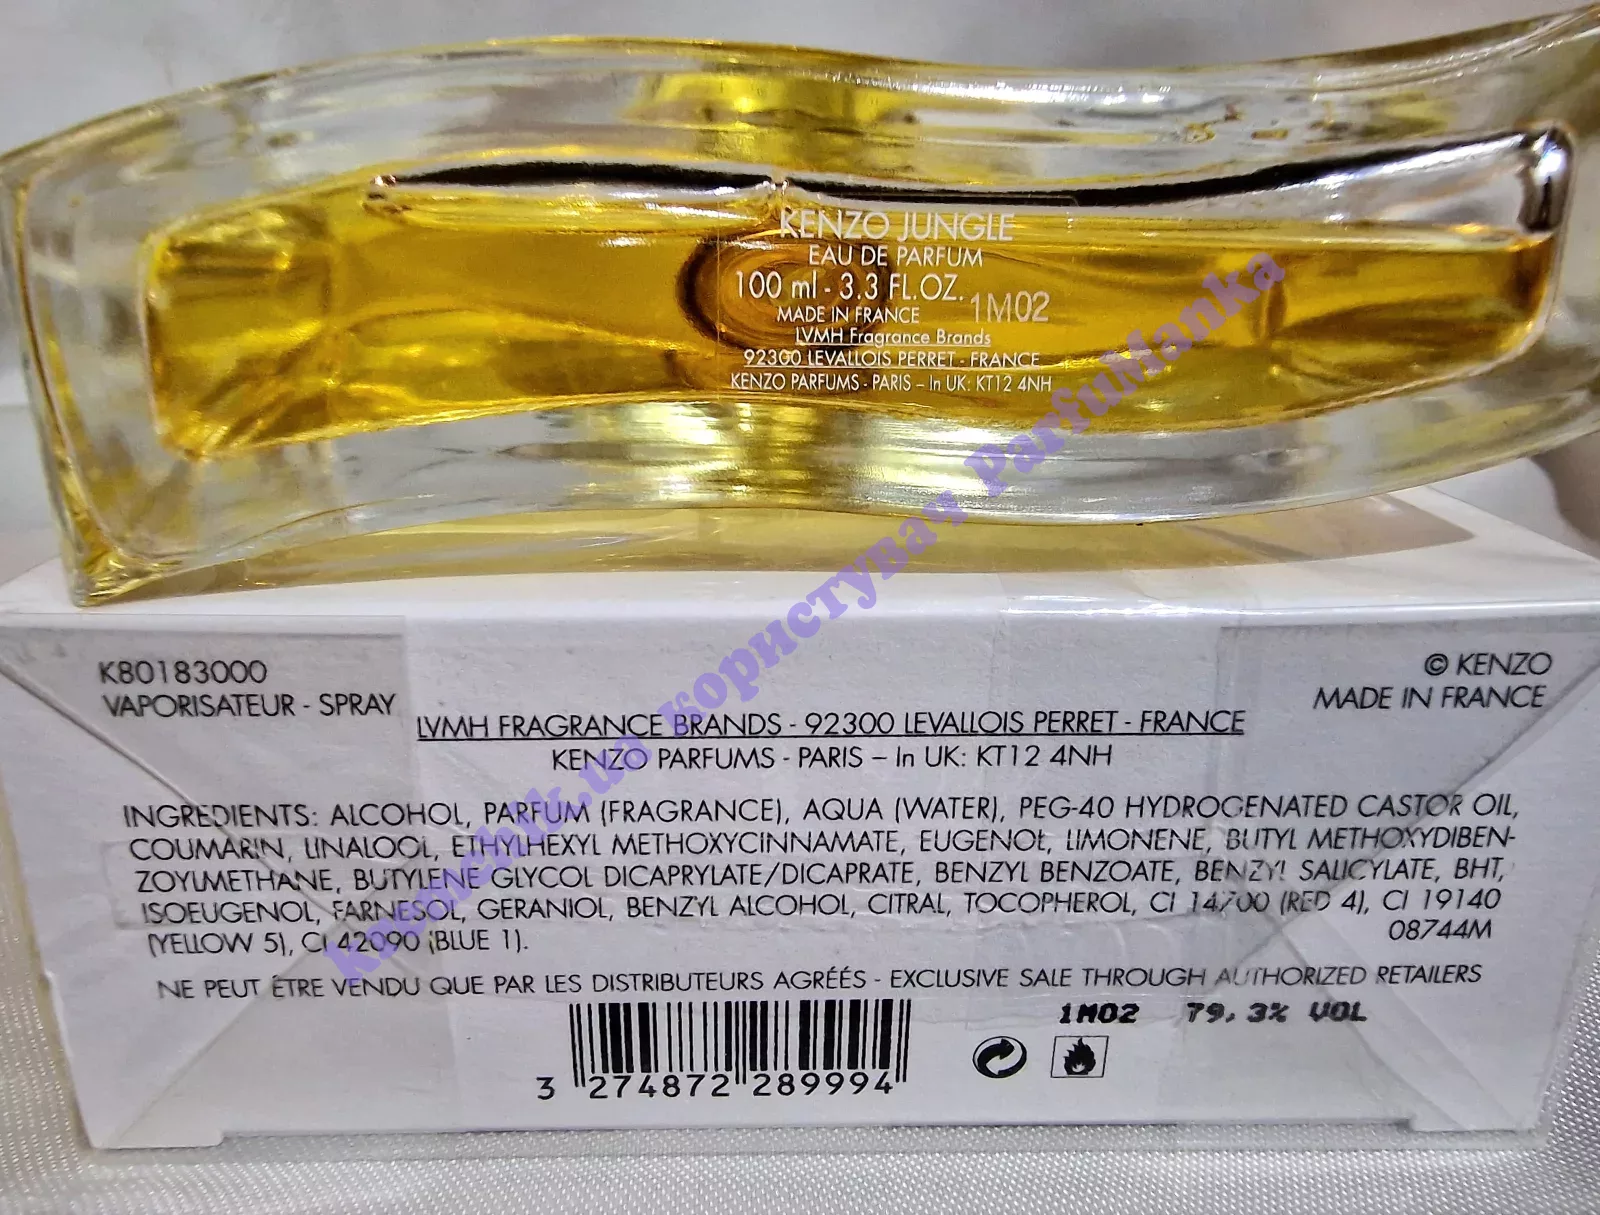 KENZO JUNGLE
EAU DE PARFUM
100 ml - 3.3 FL.OZ.
1M02
MADE IN FRANCE
LVMH Fragrance Brands
92300 LEVALLOIS PERRET - FRANCE
KENZO PARFUMS - PARIS – In UK: KT12 4NH
Kopomchik.ua користувач ParfuManka
K80183000
VAPORISATEUR - SPRAY
© KENZO
MADE IN FRANCE
LVMH FRAGRANCE BRANDS - 92300 LEVALLOIS PERRET - FRANCE
KENZO PARFUMS - PARIS – In UK: KT12 4NH
INGREDIENTS: ALCOHOL, PARFUM (FRAGRANCE), AQUA (WATER), PEG-40 HYDROGENATED CASTOR OIL,
COUMARIN, LINALOOL, ETHYLHEXYL METHOXYCINNAMATE, EUGENOL, LIMONENE, BUTYL METHOXYDIBEN-
ZOYLMETHANE, BUTYLENE GLYCOL DICAPRYLATE/DICAPRATE, BENZYL BENZOATE, BENZYL SALICYLATE, BHT,
ISOEUGENOL, FARNESOL, GERANIOL, BENZYL ALCOHOL, CITRAL, TOCOPHEROL, CI 14700 (RED 4), CI 19140
(YELLOW 5), CI 42090 (BLUE 1).
08744M
NE PEUT ÊTRE VENDU QUE PAR LES DISTRIBUTEURS AGRÉÉS - EXCLUSIVE SALE THROUGH AUTHORIZED RETAILERS
1M02 79,3% VOL
3 274872 289994